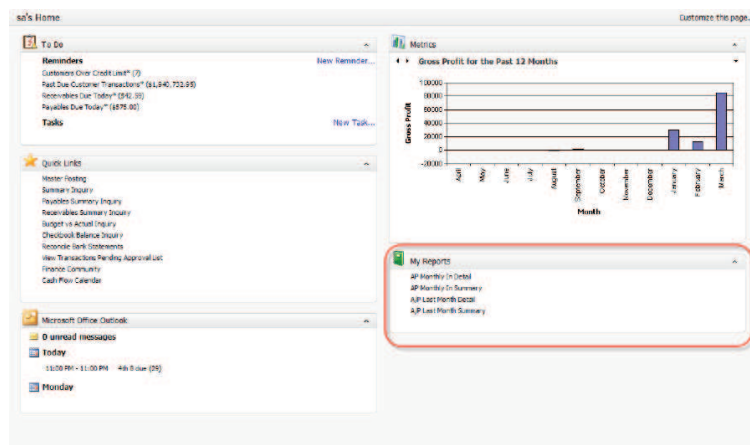 sa's Home
Customize this page.
To Do
Reminders
New Reminder...
Customers Over Credit Limit* (7)
Past Due Customer Transactions* ($1,840,732.95)
Receivables Due Today* ($42.58)
Payables Due Today* ($575.00)
Tasks
New Task...
Quick Links
Master Posting
Summary Inquiry
Payables Summary Inquiry
Receivables Summary Inquiry
Budget vs Actual Inquiry
Checkbook Balance Inquiry
Reconcile Bank Statements
View Transactions Pending Approval List
Finance Community
Cash Flow Calendar
Microsoft Office Outlook
0 unread messages
Today
11:00 PM - 11:00 PM 4th S due (29)
Monday
Metrics
Gross Profit for the Past 12 Months
Gross Profit
100000
80000
60000
40000
20000
0
-20000
April
May
June
July
August
September
October
November
December
January
February
March
Month
My Reports
AP Monthly In Detail
AP Monthly In Summary
A/P Last Month Detail
A/P Last Month Summary